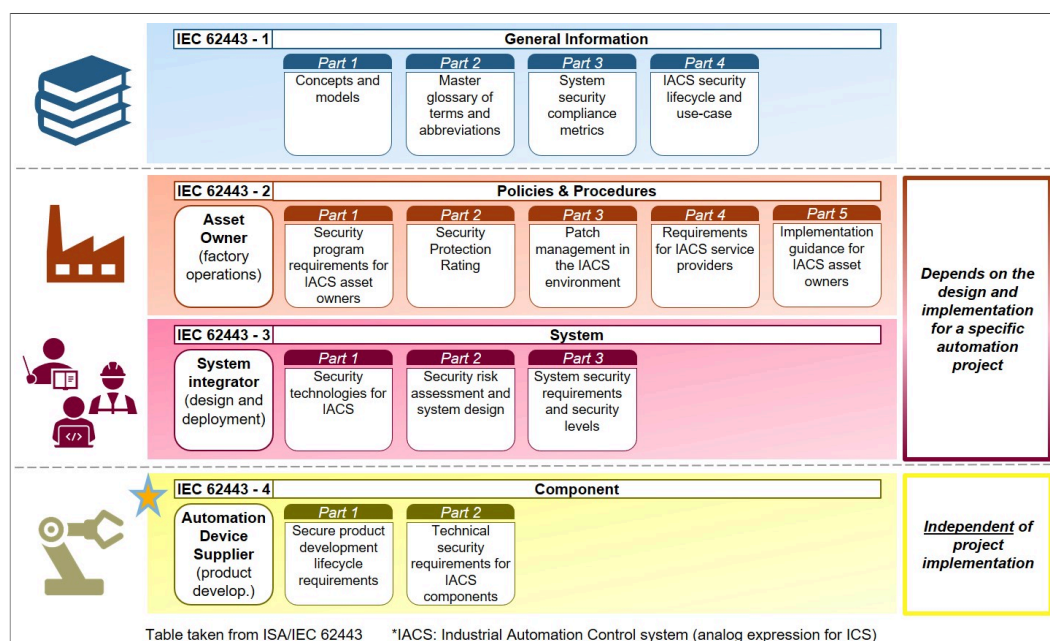 IEC 62443 - 1
General Information
Part 1
Concepts and
models
Part 2
Master
glossary of
terms and
abbreviations
Part 3
System
security
compliance
metrics
Part 4
IACS security
lifecycle and
use-case
IEC 62443 - 2
Policies & Procedures
Asset
Owner
(factory
operations)
Part 1
Security
program
requirements for
IACS asset
owners
Part 2
Security
Protection
Rating
Part 3
Patch
management in
the IACS
environment
Part 4
Requirements
for IACS service
providers
Part 5
Implementation
guidance for
IACS asset
owners
IEC 62443 - 3
System
System
integrator
(design and
deployment)
Part 1
Security
technologies for
IACS
Part 2
Security risk
assessment and
system design
Part 3
System security
requirements
and security
levels
Depends on the
design and
implementation
for a specific
automation
project
IEC 62443 - 4
Component
Automation
Device
Supplier
(product
develop.)
Part 1
Secure product
development
lifecycle
requirements
Part 2
Technical
security
requirements for
IACS
components
Independent of
project
implementation
</>
Table taken from ISA/IEC 62443 *IACS: Industrial Automation Control system (analog expression for ICS)